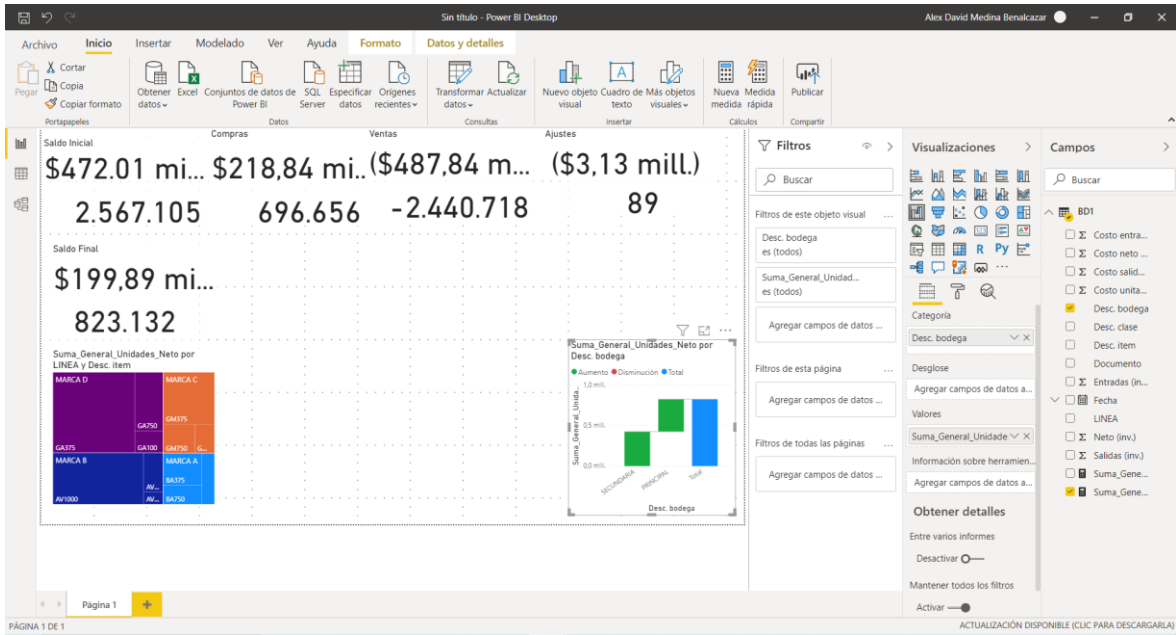 Sin título - Power BI Desktop
Alex David Medina Benalcazar
Archivo Inicio Insertar Modelado Ver Ayuda Formato Datos y detalles
Pegar
Cortar
Copia
Copiar formato
Portapapeles
Obtener datos
Excel
Conjuntos de datos de Power BI
SQL Server
Especificar datos
Orígenes recientes
Datos
Transformar datos
Actualizar
Consultas
Nuevo objeto visual
Cuadro de texto
Más objetos visuales
Insertar
Nueva medida
Medida rápida
Cálculos
Publicar
Compartir
Saldo Inicial
$472.01 mi...
2.567.105
Compras
$218,84 mi..
696.656
Ventas
($487,84 m...
-2.440.718
Ajustes
($3,13 mill.)
89
Saldo Final
$199,89 mi...
823.132
Suma_General_Unidades_Neto por
LINEA y Desc. item
MARCA D
GA375
GA750
GA100
MARCA C
GM375
GM750
G...
MARCA B
AV1000
AV...
AV...
MARCA A
BA375
BA750
Suma_General_Unidades_Neto por
Desc. bodega
Aumento Disminución Total
Suma_General_Unida...
1,0 mill.
0,5 mill.
0,0 mill.
SECUNDARIA
PRINCIPAL
Total
Desc. bodega
Filtros
Buscar
Filtros de este objeto visual ...
Desc. bodega
es (todos)
Suma_General_Unidad...
es (todos)
Agregar campos de datos ...
Filtros de esta página ...
Agregar campos de datos ...
Filtros de todas las páginas ...
Agregar campos de datos ...
Visualizaciones
R Py
...
Categoría
Desc. bodega
Desglose
Agregar campos de datos a...
Valores
Suma_General_Unidade
Información sobre herramien...
Agregar campos de datos a...
Obtener detalles
Entre varios informes
Desactivar
Mantener todos los filtros
Activar
Campos
Buscar
BD1
Costo entra...
Costo neto ...
Costo salid...
Costo unita...
Desc. bodega
Desc. clase
Desc. item
Documento
Entradas (in...
Fecha
LINEA
Neto (inv.)
Salidas (inv.)
Suma_Gene...
Suma_Gene...
Página 1
PÁGINA 1 DE 1
ACTUALIZACIÓN DISPONIBLE (CLIC PARA DESCARGARLA)